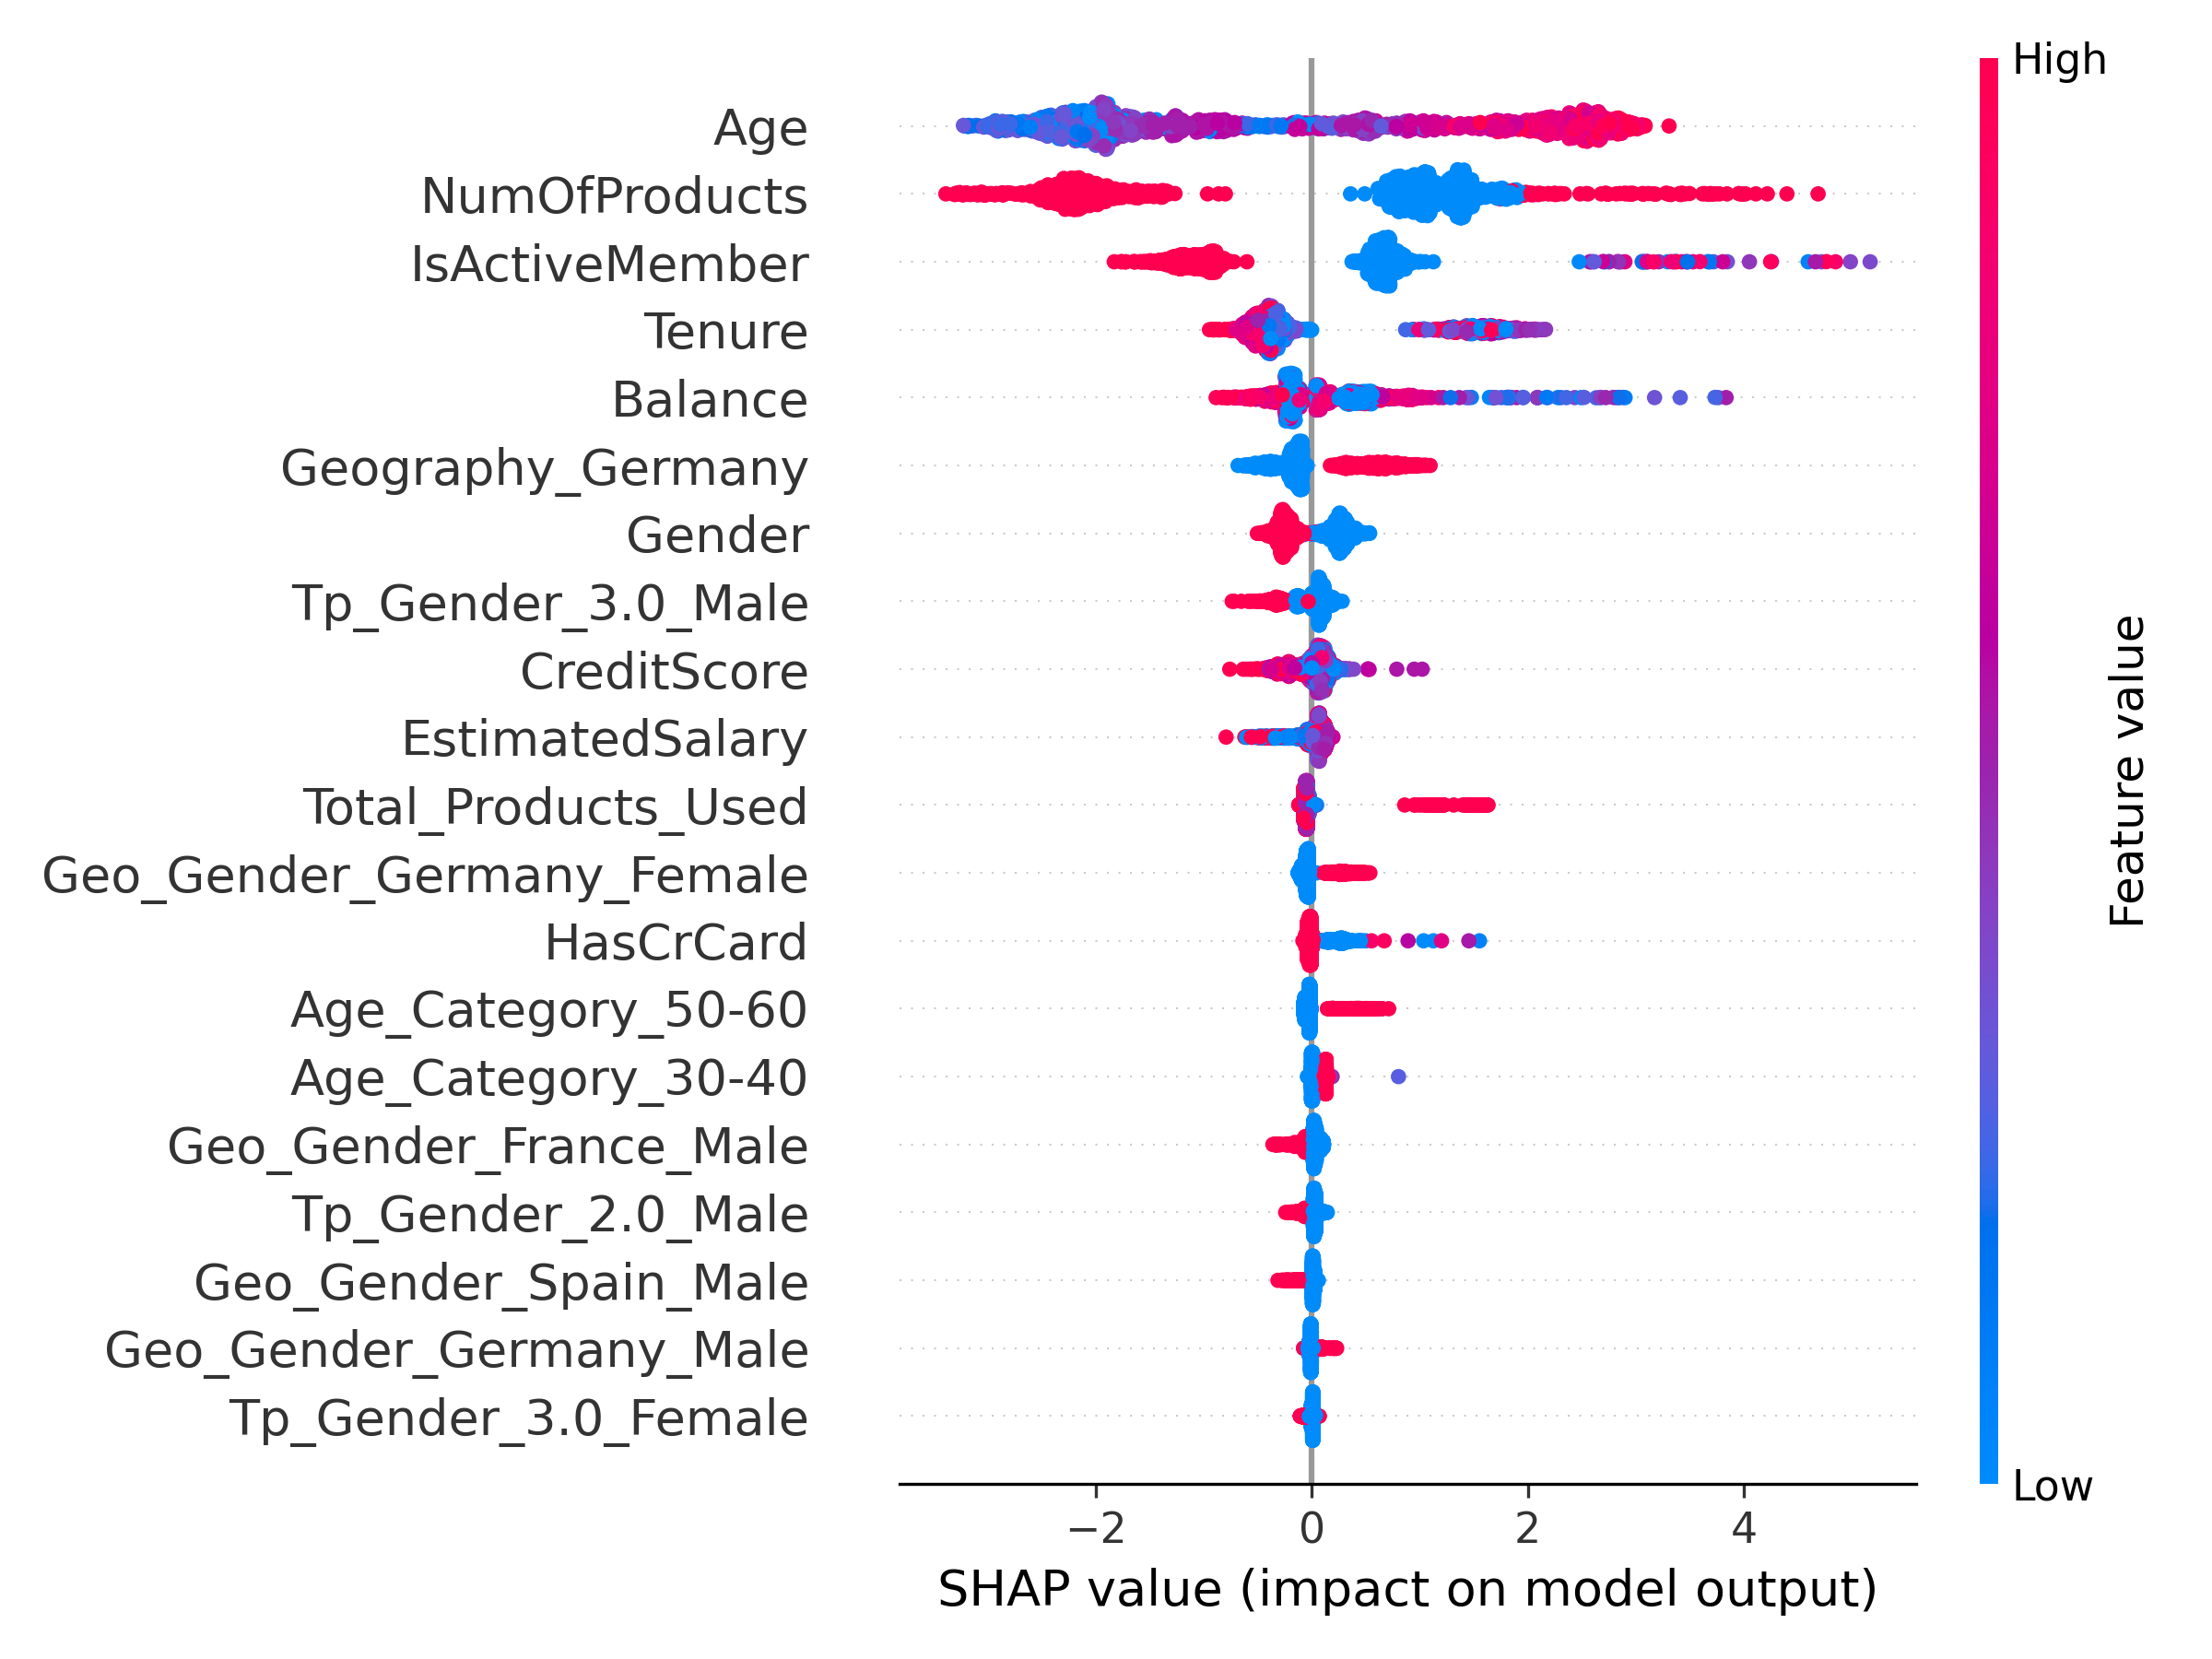 High
Age
NumOfProducts
IsActiveMember
Tenure
Balance
Geography_Germany
Gender
Tp_Gender_3.0_Male
CreditScore
EstimatedSalary
Total_Products_Used
Geo_Gender_Germany_Female
HasCrCard
Age_Category_50-60
Age_Category_30-40
Geo_Gender_France_Male
Tp_Gender_2.0_Male
Geo_Gender_Spain_Male
Geo_Gender_Germany_Male
Tp_Gender_3.0_Female
Feature value
Low
−2 0 2 4
SHAP value (impact on model output)